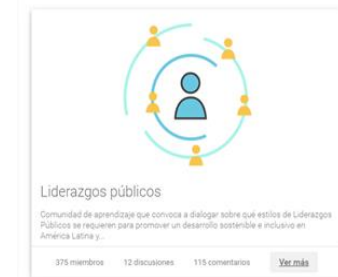 Liderazgos públicos
Comunidad de aprendizaje que convoca a dialogar sobre qué estilos de Liderazgos
Públicos se requieren para promover un desarrollo sostenible e inclusivo en
América Latina y...
375 miembros 12 discusiones 115 comentarios Ver más